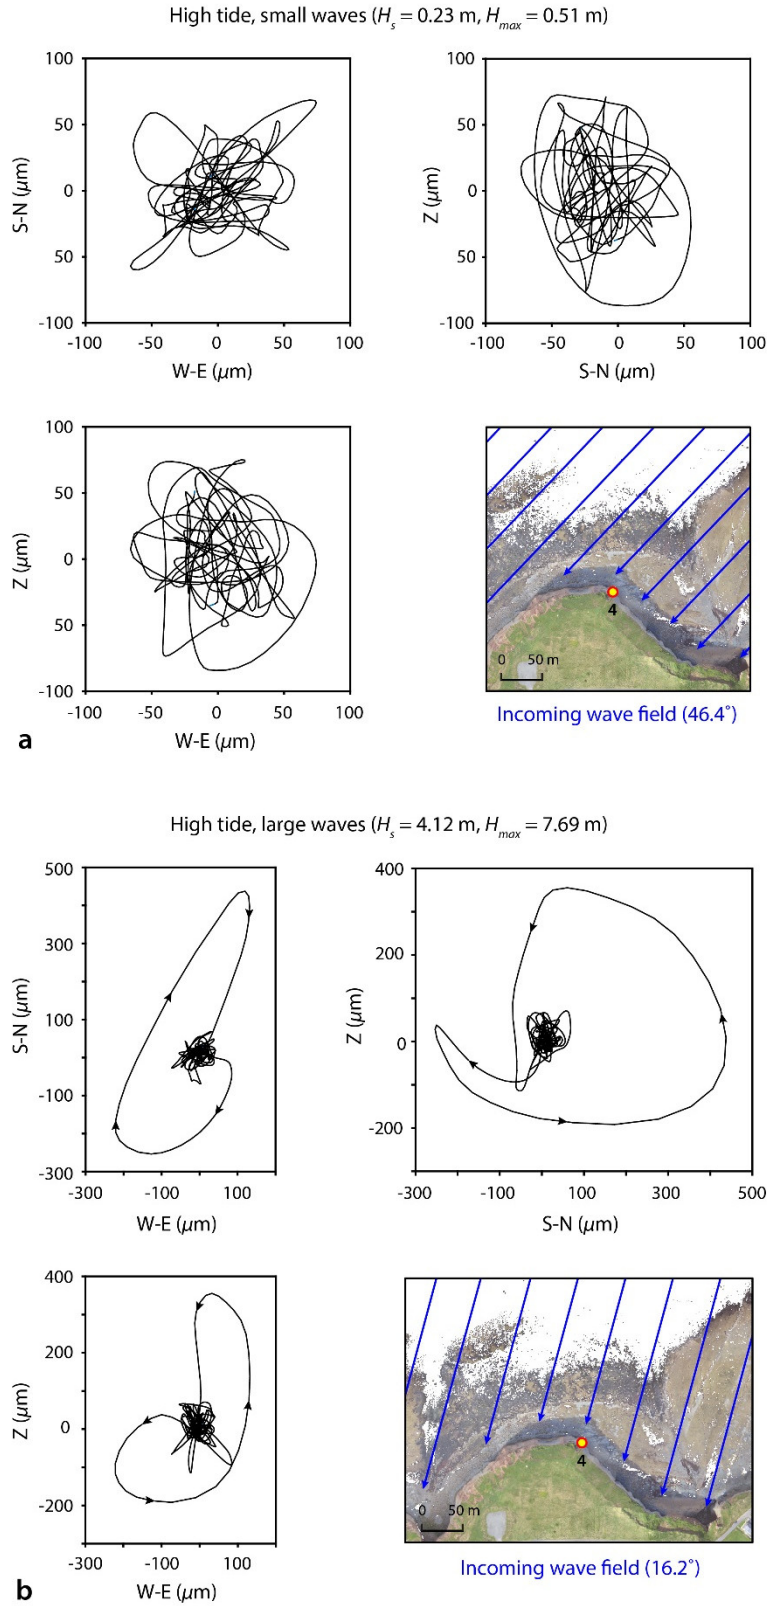 High tide, small waves (Hs = 0.23 m, Hmax = 0.51 m)
100
50
0
50
-100
S-N (µm)
-100 -50 0 50 100
W-E (µm)
100
50
0
50
-100
Z (µm)
-100 -50 0 50 100
S-N (µm)
100
50
0
50
-100
Z (µm)
-100 -50 0 50 100
W-E (µm)
4
0 50 m
Incoming wave field (46.4˚)
a
High tide, large waves (Hs = 4.12 m, Hmax = 7.69 m)
500
300
100
-100
-300
S-N (µm)
-300 -100 100
W-E (µm)
400
200
0
-200
Z (µm)
-300 -100 100 300 500
S-N (µm)
400
200
0
-200
Z (µm)
-300 -100 100
W-E (µm)
4
0 50 m
Incoming wave field (16.2˚)
b